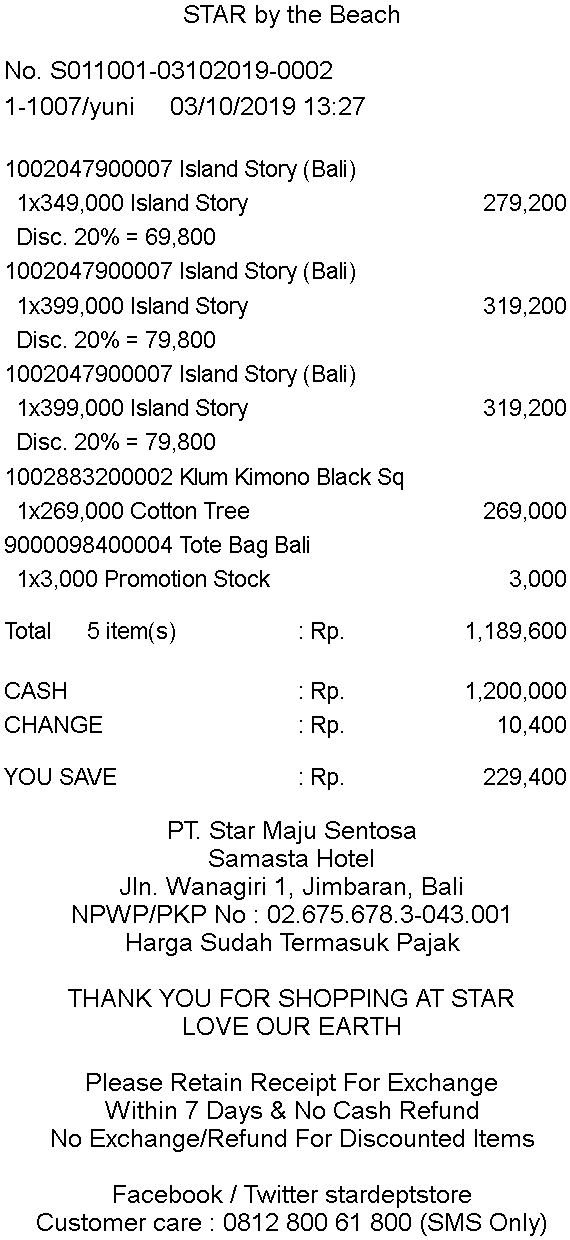 STAR by the Beach
No. S011001-03102019-0002
1-1007/yuni 03/10/2019 13:27
1002047900007 Island Story (Bali)
1x349,000 Island Story 279,200
Disc. 20% = 69,800
1002047900007 Island Story (Bali)
1x399,000 Island Story 319,200
Disc. 20% = 79,800
1002047900007 Island Story (Bali)
1x399,000 Island Story 319,200
Disc. 20% = 79,800
1002883200002 Klum Kimono Black Sq
1x269,000 Cotton Tree 269,000
9000098400004 Tote Bag Bali
1x3,000 Promotion Stock 3,000
Total 5 item(s) : Rp. 1,189,600
CASH : Rp. 1,200,000
CHANGE : Rp. 10,400
YOU SAVE : Rp. 229,400
PT. Star Maju Sentosa
Samasta Hotel
Jln. Wanagiri 1, Jimbaran, Bali
NPWP/PKP No : 02.675.678.3-043.001
Harga Sudah Termasuk Pajak
THANK YOU FOR SHOPPING AT STAR
LOVE OUR EARTH
Please Retain Receipt For Exchange
Within 7 Days & No Cash Refund
No Exchange/Refund For Discounted Items
Facebook / Twitter stardeptstore
Customer care : 0812 800 61 800 (SMS Only)